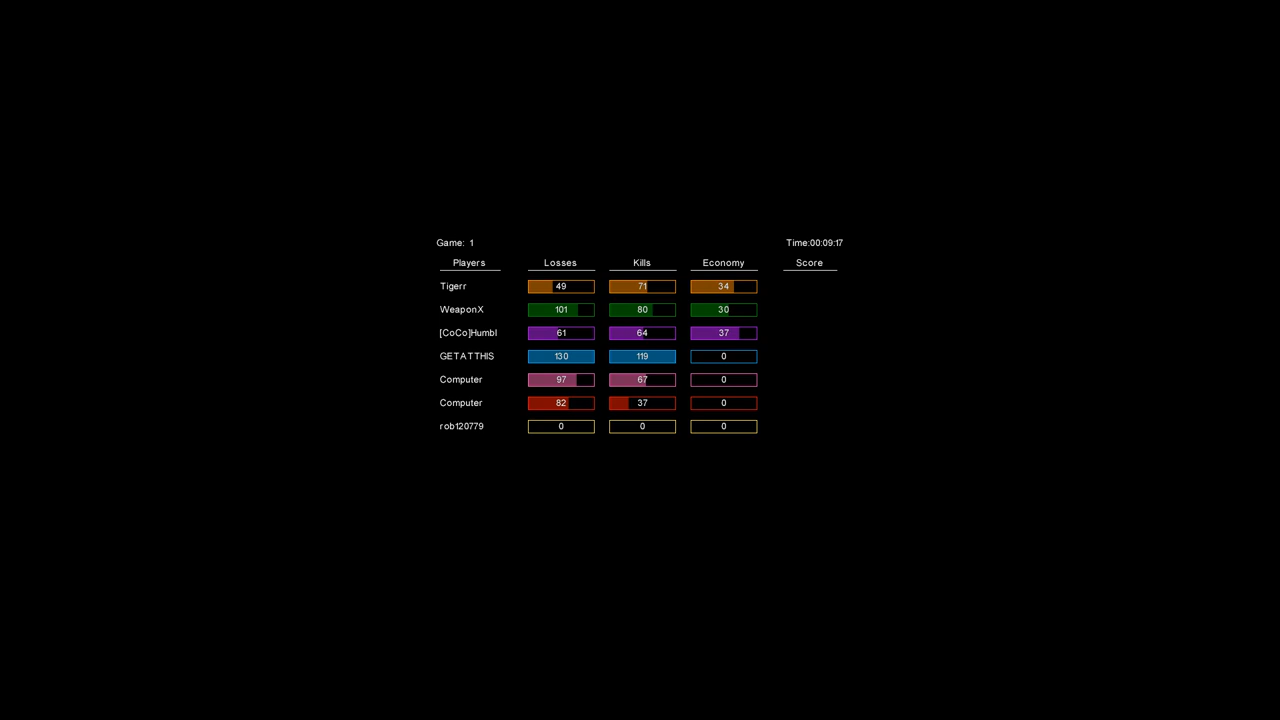 Game: 1 Time:00:09:17
Players Losses Kills Economy Score
Tigerr 49 71 34
WeaponX 101 80 30
[CoCo]Humbl 61 64 37
GETATTHIS 130 119 0
Computer 97 67 0
Computer 82 37 0
rob120779 0 0 0